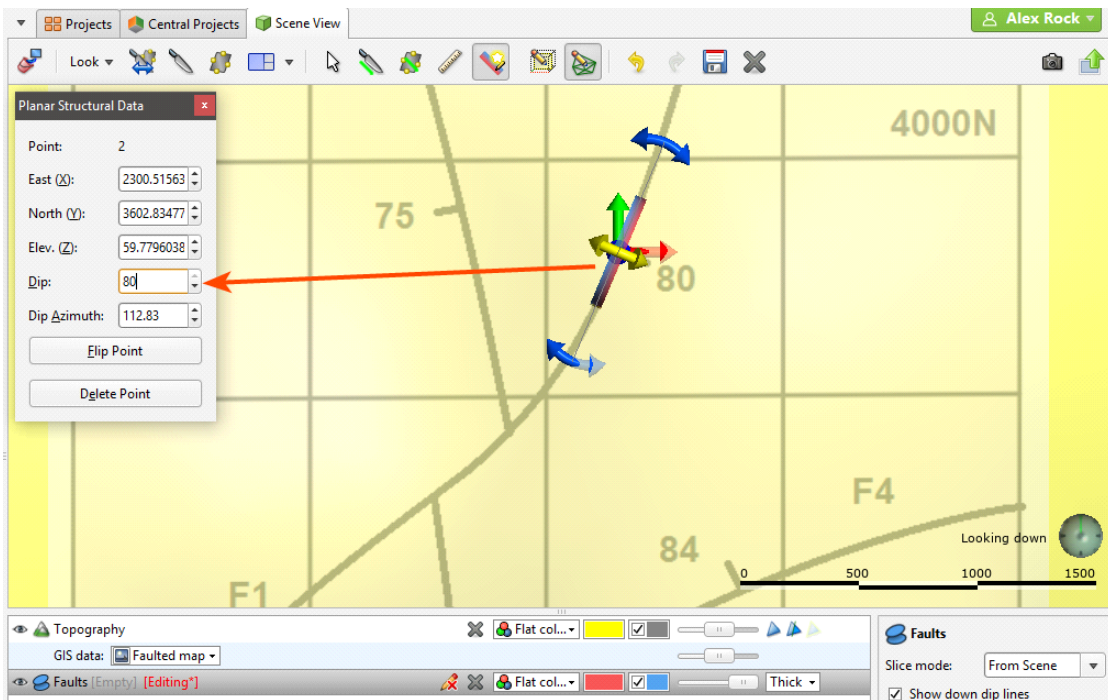 Projects Central Projects Scene View Alex Rock
Look
Planar Structural Data x
Point: 2
East (X): 2300.51563
North (Y): 3602.83477
Elev. (Z): 59.7796038
Dip: 80
Dip Azimuth: 112.83
Flip Point
Delete Point
4000N
75
80
F4
84
F1
Looking down
0 500 1000 1500
Topography Flat col...
GIS data: Faulted map
Faults [Empty] [Editing*] Flat col... Thick
Faults
Slice mode: From Scene
Show down dip lines